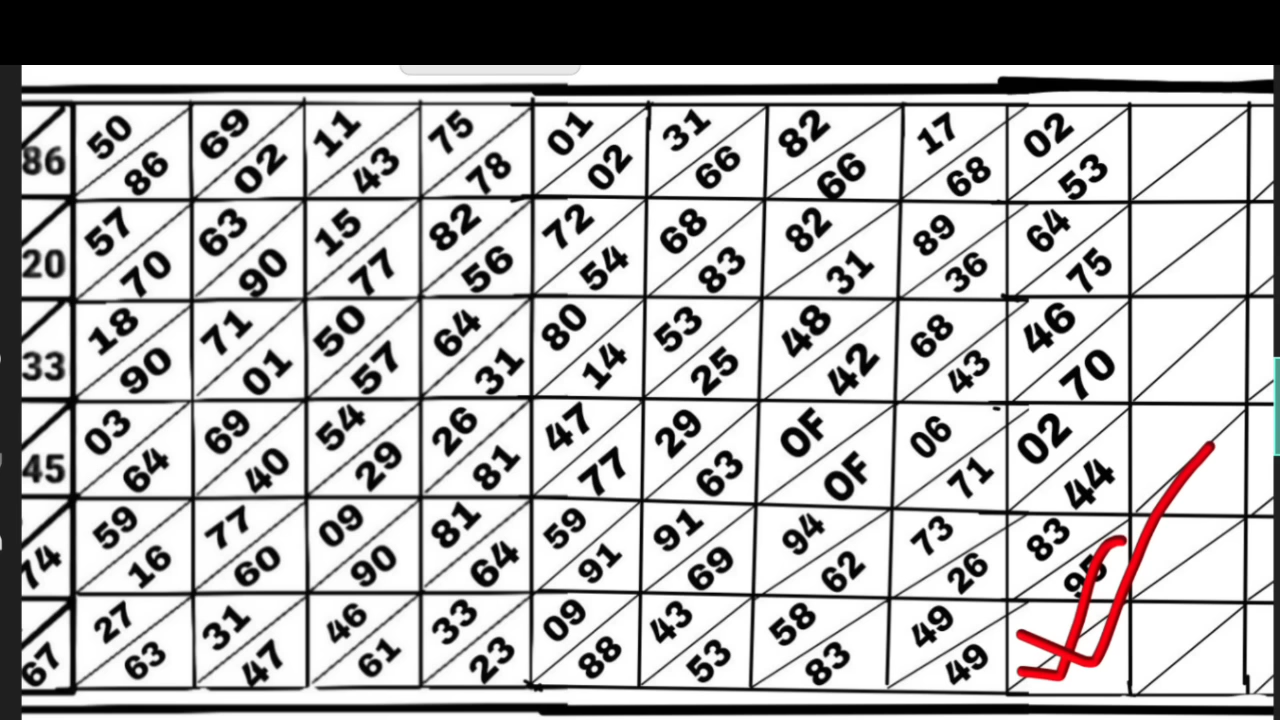 86 50 86 69 02 11 43 75 78 01 02 31 66 82 66 17 68 02 53
20 57 70 63 90 15 77 82 56 72 54 68 83 82 31 89 36 64 75
33 18 90 71 01 50 57 64 31 80 14 53 25 48 42 68 43 46 70
45 03 64 69 40 54 29 26 81 47 77 29 63 0F 0F 06 71 02 44
74 59 16 77 60 09 90 81 64 59 91 91 69 94 62 73 26 83 95
67 27 63 31 47 46 61 33 23 09 88 43 53 58 83 49 49